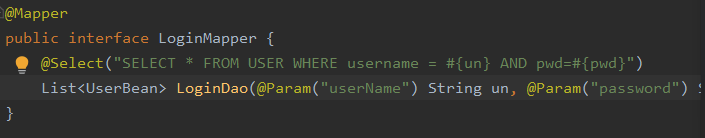 @Mapper
public interface LoginMapper {
@Select("SELECT * FROM USER WHERE username = #{un} AND pwd=#{pwd}")
List<UserBean> LoginDao(@Param("userName") String un, @Param("password")
}